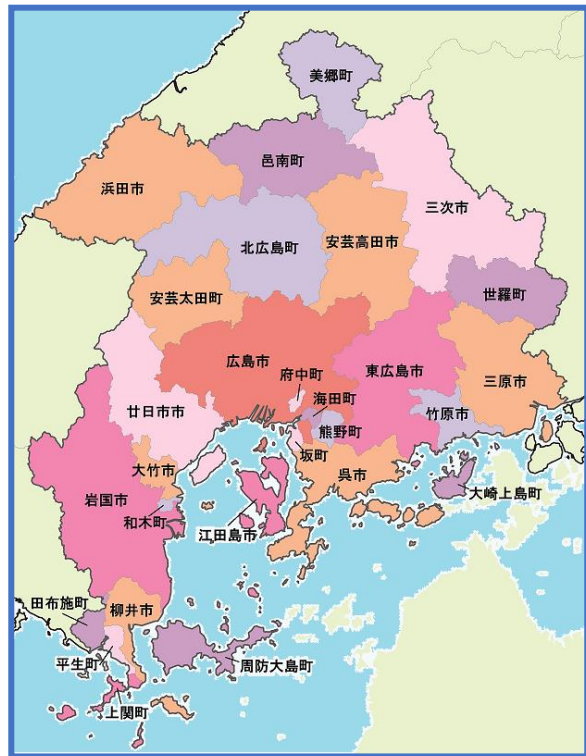 美郷町
邑南町
浜田市
三次市
北広島町
安芸高田市
安芸太田町
世羅町
広島市
府中町
東広島市
三原市
海田町
廿日市市
竹原市
熊野町
坂町
大竹市
呉市
大崎上島町
岩国市
和木町
江田島市
田布施町
柳井市
平生町
周防大島町
上関町